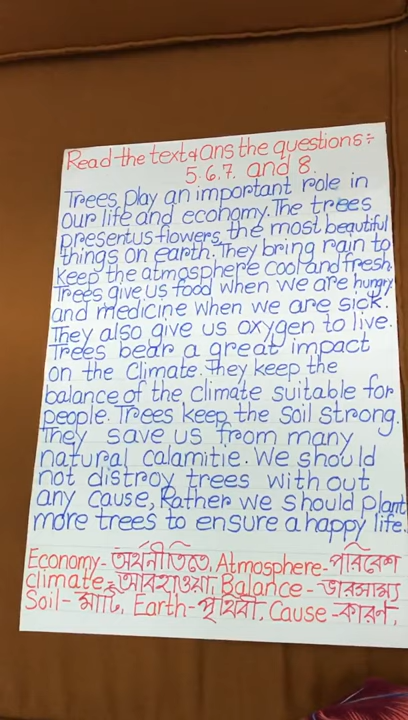 Read the text & ans the questions÷
5.6.7. and 8.
Trees play an important role in
our life and economy. The trees
presentus flowers, the most beautiful
things on earth. They bring rain to
keep the atmosphere cool and fresh.
Trees give us food when we are hungry
and medicine when we are sick.
They also give us oxygen to live.
Trees bear a great impact
on the Climate. They keep the
balance of the climate suitable for
people. Trees keep the Soil strong.
They save us from many
natural calamitie. We should
not distroy trees with out
any cause, Rather we should plant
more trees to ensure a happy life.
Economy- অর্থনীতিতে, Atmosphere- পরিবেশ
climate- আবহাওয়া, Balance - ভারসাম্য
Soil- মাটি, Earth- পৃথিবী, Cause - কারণ,